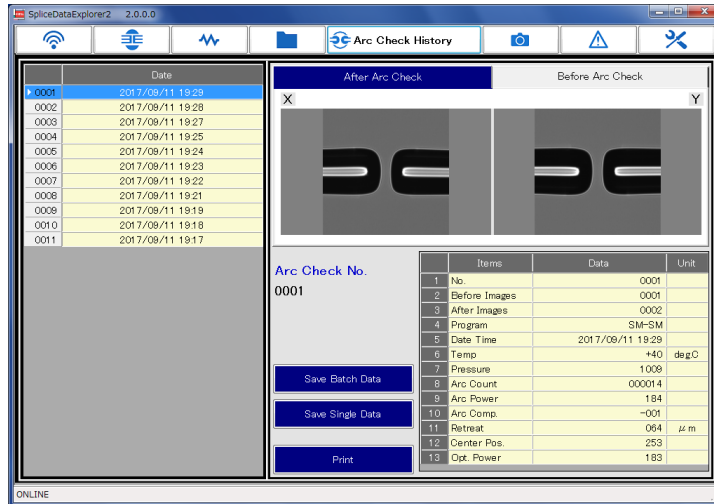 SpliceDataExplorer2 2.0.0.0
Arc Check History
Date
0001 2017/09/11 19:29
0002 2017/09/11 19:28
0003 2017/09/11 19:27
0004 2017/09/11 19:25
0005 2017/09/11 19:24
0006 2017/09/11 19:23
0007 2017/09/11 19:22
0008 2017/09/11 19:21
0009 2017/09/11 19:19
0010 2017/09/11 19:18
0011 2017/09/11 19:17
After Arc Check Before Arc Check
X Y
Arc Check No.
0001
Save Batch Data
Save Single Data
Print
Items Data Unit
1 No. 0001
2 Before Images 0001
3 After Images 0002
4 Program SM-SM
5 Date Time 2017/09/11 19:29
6 Temp +40 deg.C
7 Pressure 1009
8 Arc Count 000014
9 Arc Power 184
10 Arc Comp. -001
11 Retreat 064 μm
12 Center Pos. 253
13 Opt. Power 183
ONLINE